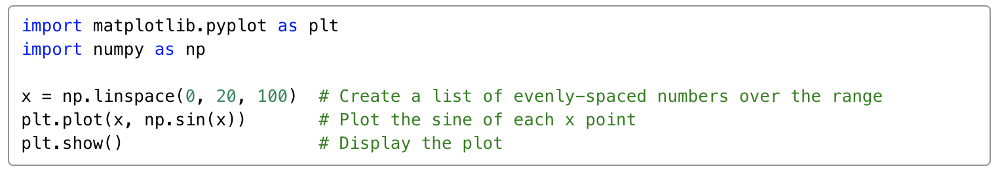 import matplotlib.pyplot as plt
import numpy as np

x = np.linspace(0, 20, 100)  # Create a list of evenly-spaced numbers over the range
plt.plot(x, np.sin(x))       # Plot the sine of each x point
plt.show()                   # Display the plot